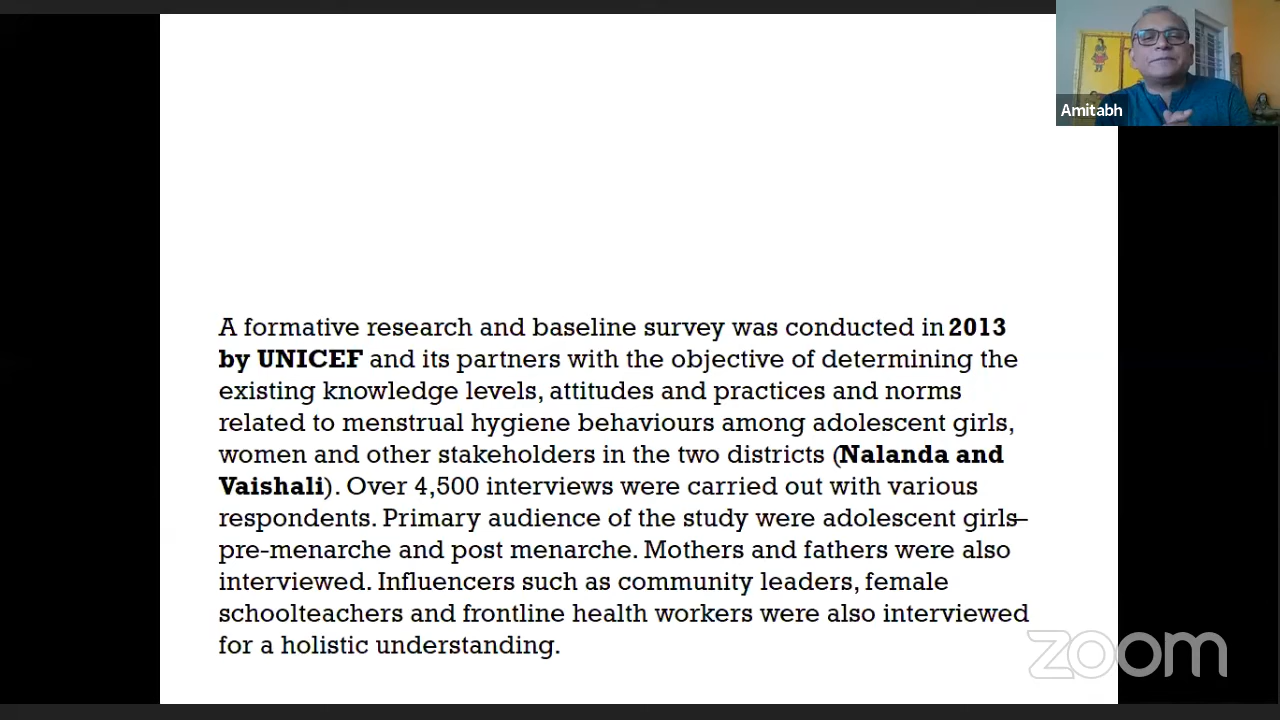 Amitabh
A formative research and baseline survey was conducted in 2013
by UNICEF and its partners with the objective of determining the
existing knowledge levels, attitudes and practices and norms
related to menstrual hygiene behaviours among adolescent girls,
women and other stakeholders in the two districts (Nalanda and
Vaishali). Over 4,500 interviews were carried out with various
respondents. Primary audience of the study were adolescent girls–
pre-menarche and post menarche. Mothers and fathers were also
interviewed. Influencers such as community leaders, female
schoolteachers and frontline health workers were also interviewed
for a holistic understanding.
zoom